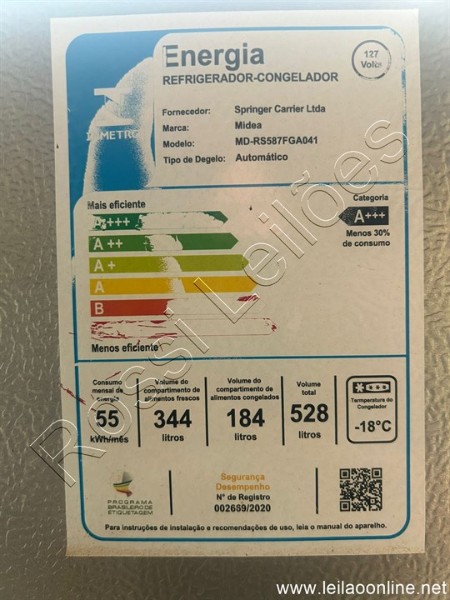 Energia
127
Volts
REFRIGERADOR-CONGELADOR
Fornecedor: Springer Carrier Ltda
Marca: Midea
Modelo: MD-RS587FGA041
Tipo de Degelo: Automático
INMETRO
Mais eficiente
Categoria
A+++
A+++
A++
Menos 30%
de consumo
A+
A
B
Menos eficiente
Consumo mensal de energia
55
kWh/mês
Volume do compartimento de alimentos frescos
344
litros
Volume do compartimento de alimentos congelados
184
litros
Volume total
528
litros
Temperatura do Congelador
-18°C
PROGRAMA
BRASILEIRO DE
ETIQUETAGEM
Segurança
Desempenho
N° de Registro
002659/2020
Para instruções de instalação e recomendações de uso, leia o manual do aparelho.
Rossi Leilões
www.leilaoonline.net